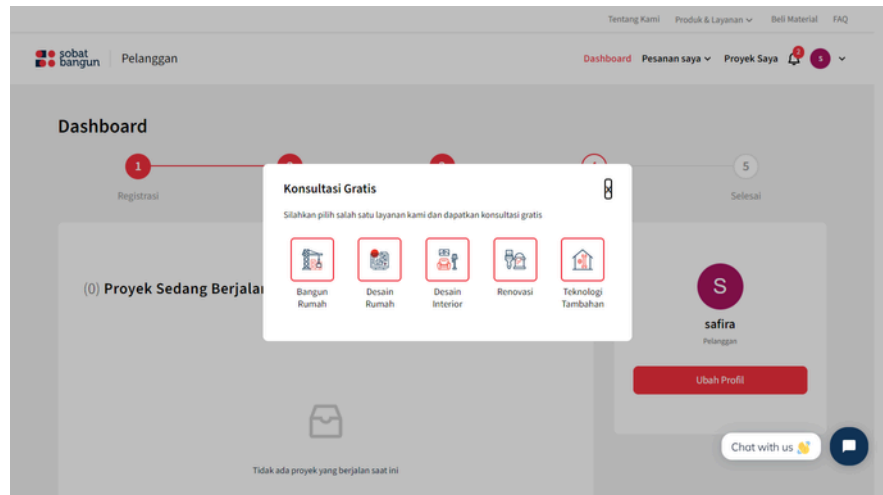 Tentang Kami Produk & Layanan Beli Material FAQ
sobat
bangun
Pelanggan
Dashboard Pesanan saya Proyek Saya 2 S
Dashboard
1
5
Registrasi
Selesai
Konsultasi Gratis
x
Silahkan pilih salah satu layanan kami dan dapatkan konsultasi gratis
Bangun
Rumah
Desain
Rumah
Desain
Interior
Renovasi
Teknologi
Tambahan
(0) Proyek Sedang Berjalan
S
safira
Pelanggan
Ubah Profil
Tidak ada proyek yang berjalan saat ini
Chat with us 👋